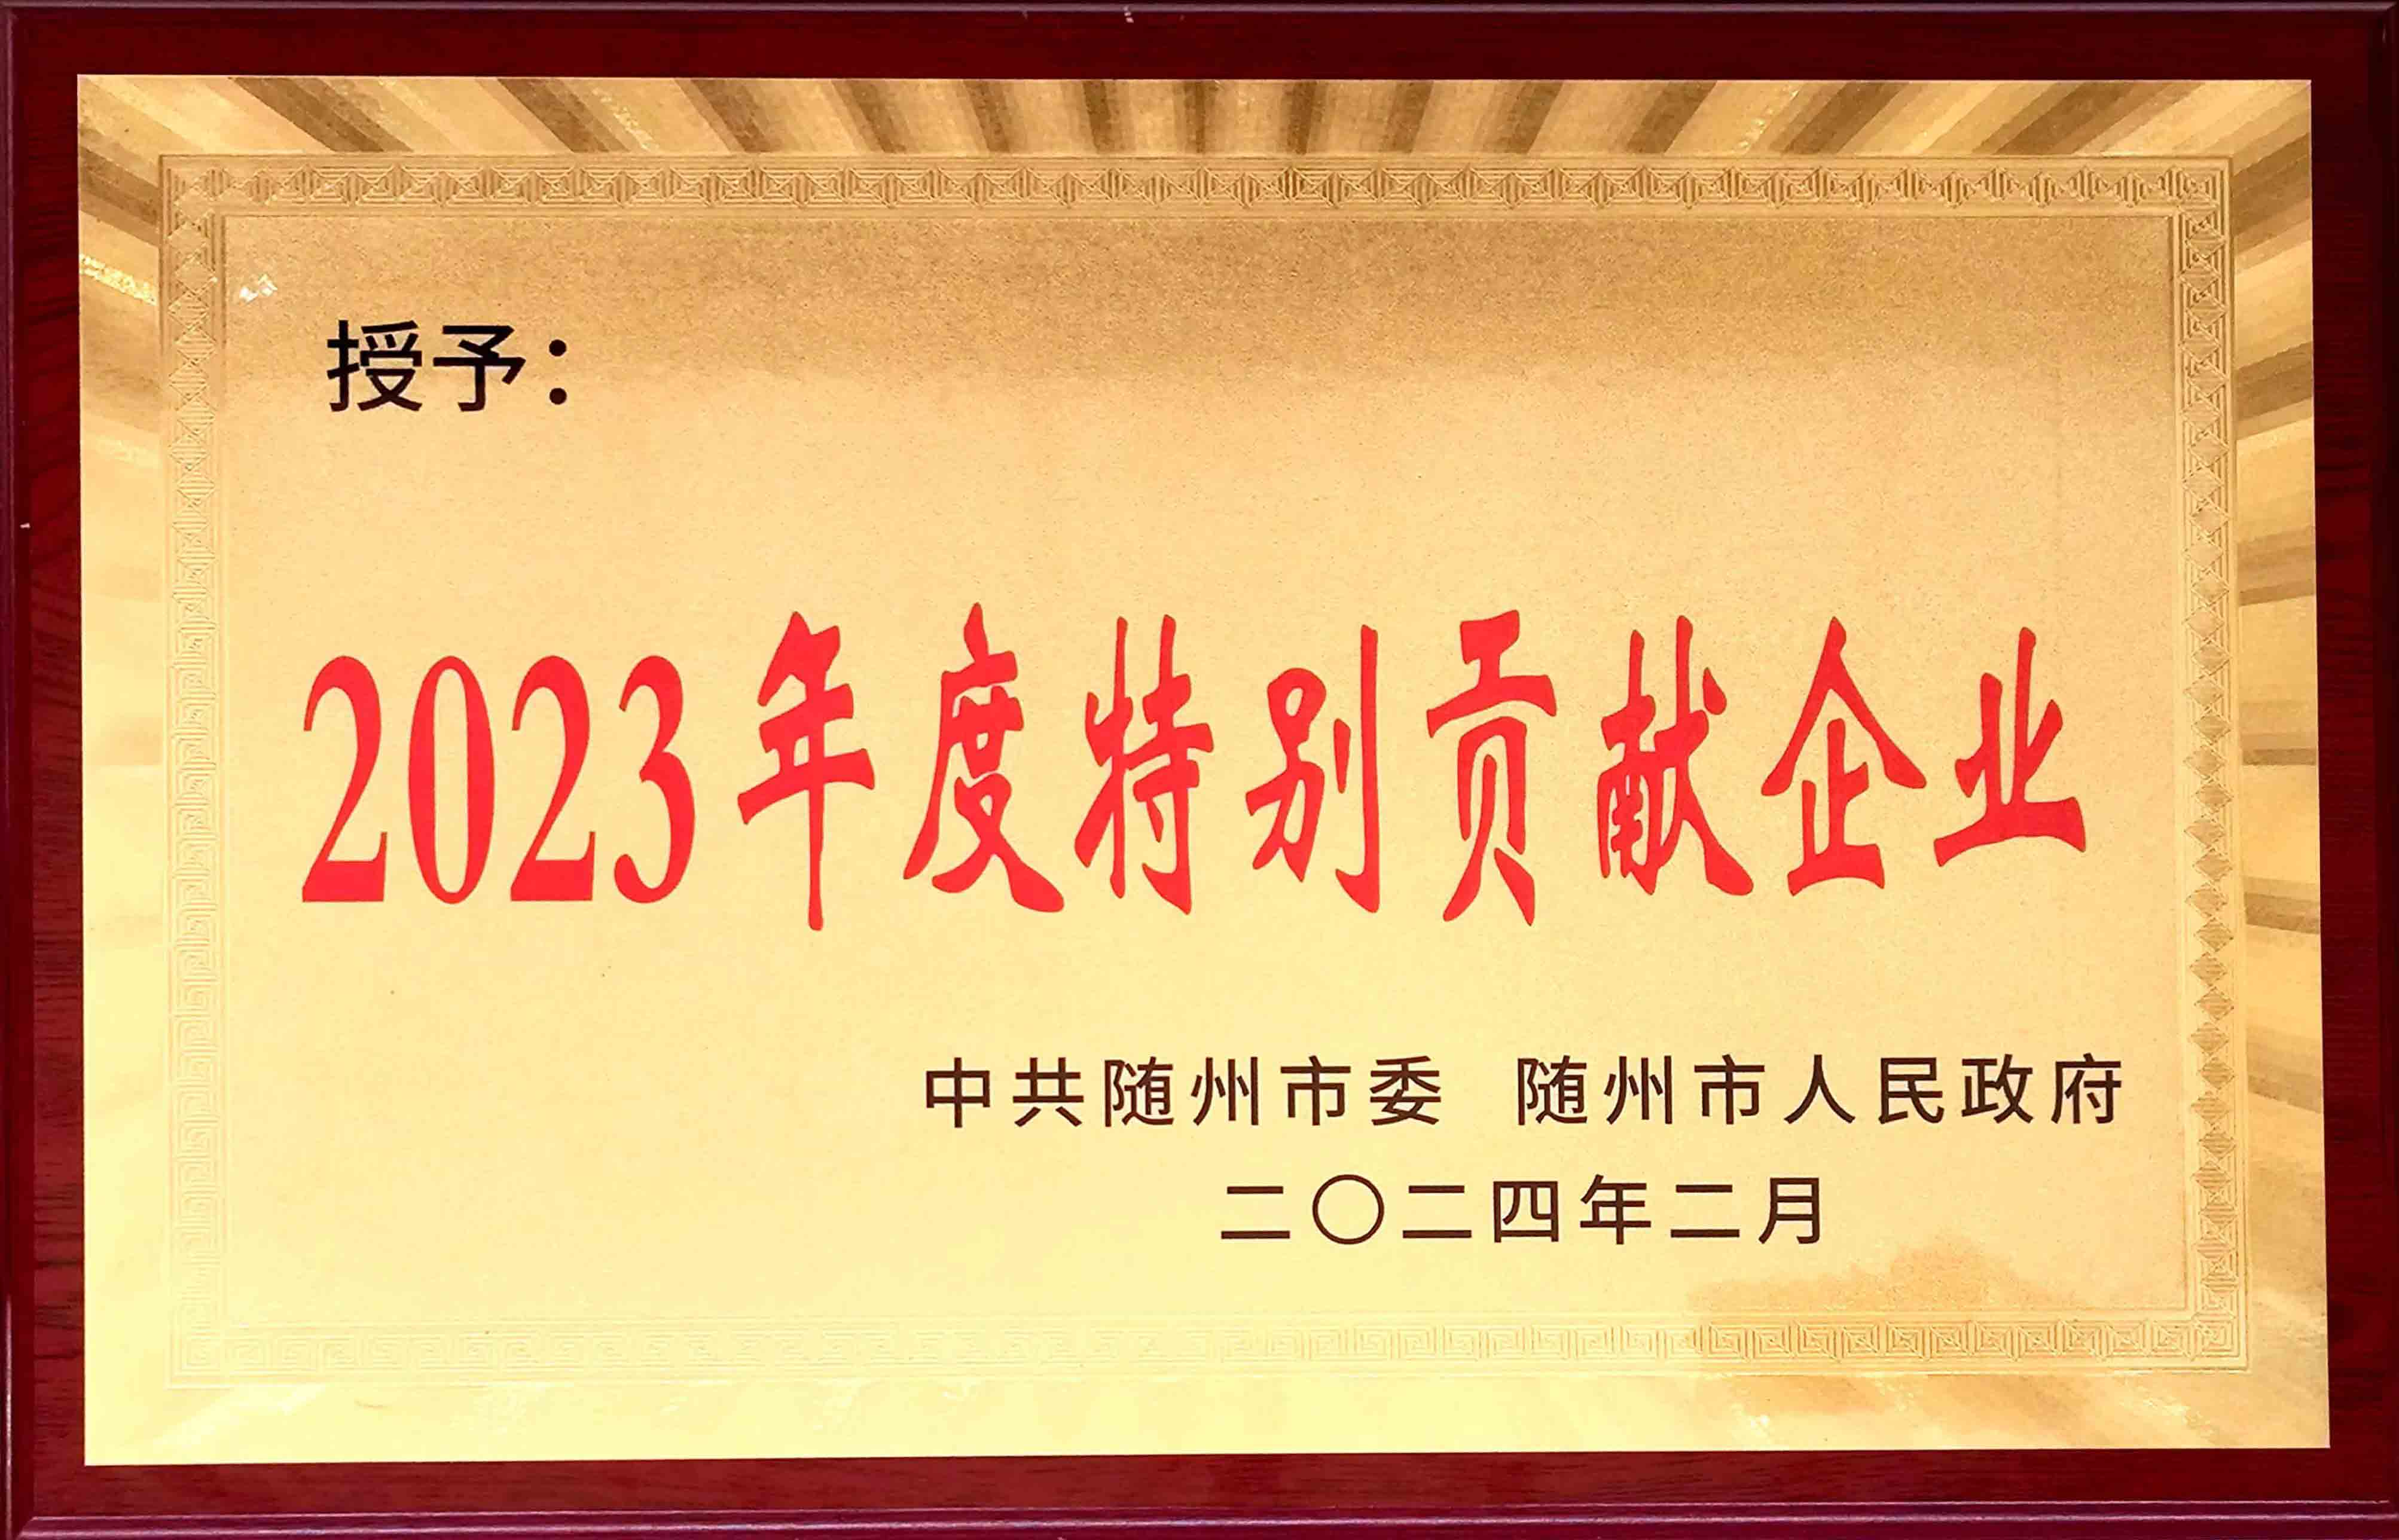 授予：
2023年度特别贡献企业
中共随州市委 随州市人民政府
二〇二四年二月